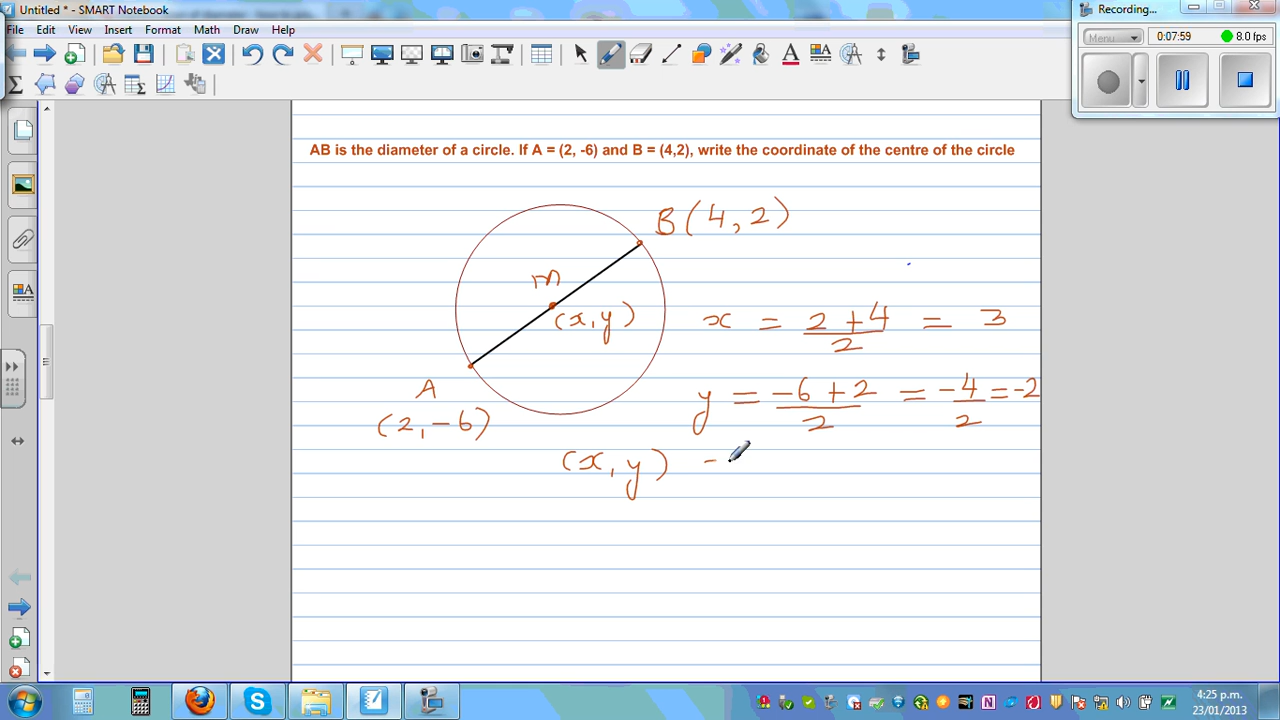 Untitled * - SMART Notebook
Recording...
File Edit View Insert Format Math Draw Help
Menu
0:07:59
8.0 fps
AB is the diameter of a circle. If A = (2, -6) and B = (4,2), write the coordinate of the centre of the circle
B (4, 2)
m
(x, y)
x = 2 + 4 / 2 = 3
A
(2, -6)
y = -6 + 2 / 2 = -4 / 2 = -2
(x, y) -
4:25 p.m.
23/01/2013